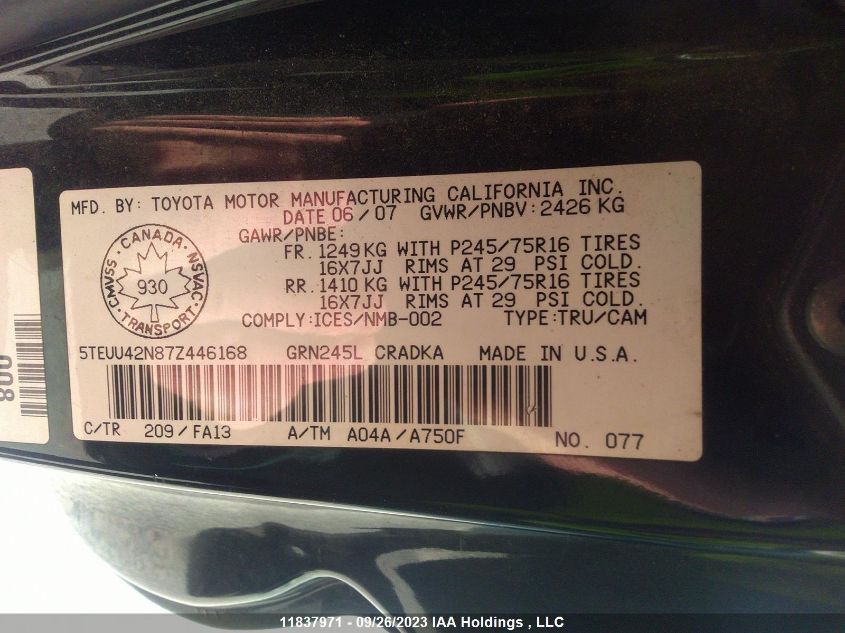 MFD. BY: TOYOTA MOTOR MANUFACTURING CALIFORNIA INC.
DATE 06/07 GVWR/PNBV: 2426 KG
GAWR/PNBE:
FR. 1249 KG WITH P245/75R16 TIRES
16X7JJ RIMS AT 29 PSI COLD.
RR. 1410 KG WITH P245/75R16 TIRES
16X7JJ RIMS AT 29 PSI COLD.
CANADA · NSVAC · TRANSPORT · CMVSS ·
930
COMPLY:ICES/NMB-002 TYPE:TRU/CAM
5TEUU42N87Z446168 GRN245L CRADKA MADE IN U.S.A.
C/TR 209/FA13 A/TM A04A/A750F NO. 077
008
11837971 - 09/26/2023 IAA Holdings , LLC